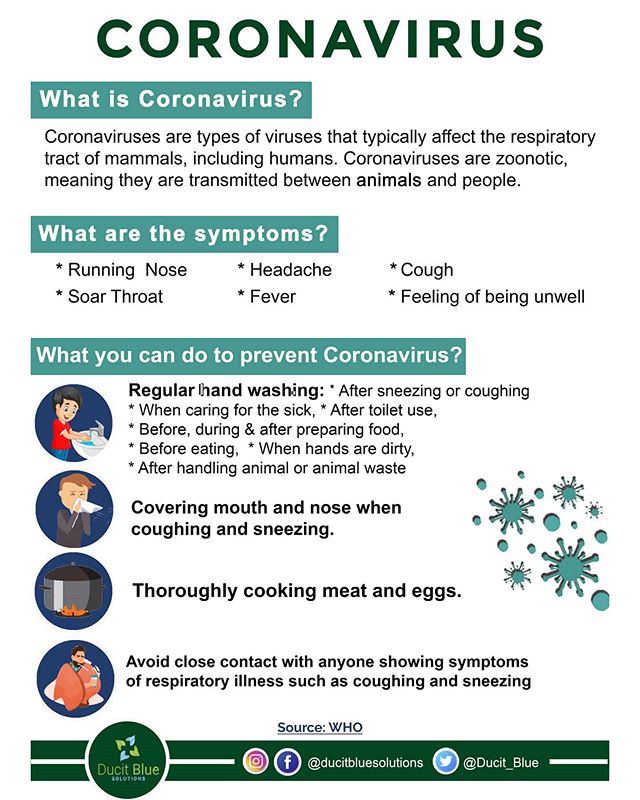 CORONAVIRUS
What is Coronavirus?
Coronaviruses are types of viruses that typically affect the respiratory
tract of mammals, including humans. Coronaviruses are zoonotic,
meaning they are transmitted between animals and people.
What are the symptoms?
* Running Nose * Headache * Cough
* Soar Throat * Fever * Feeling of being unwell
What you can do to prevent Coronavirus?
Regular hand washing: * After sneezing or coughing
* When caring for the sick, * After toilet use,
* Before, during & after preparing food,
* Before eating, * When hands are dirty,
* After handling animal or animal waste
Covering mouth and nose when
coughing and sneezing.
Thoroughly cooking meat and eggs.
Avoid close contact with anyone showing symptoms
of respiratory illness such as coughing and sneezing
Source: WHO
Ducit Blue
SOLUTIONS
@ducitbluesolutions @Ducit_Blue